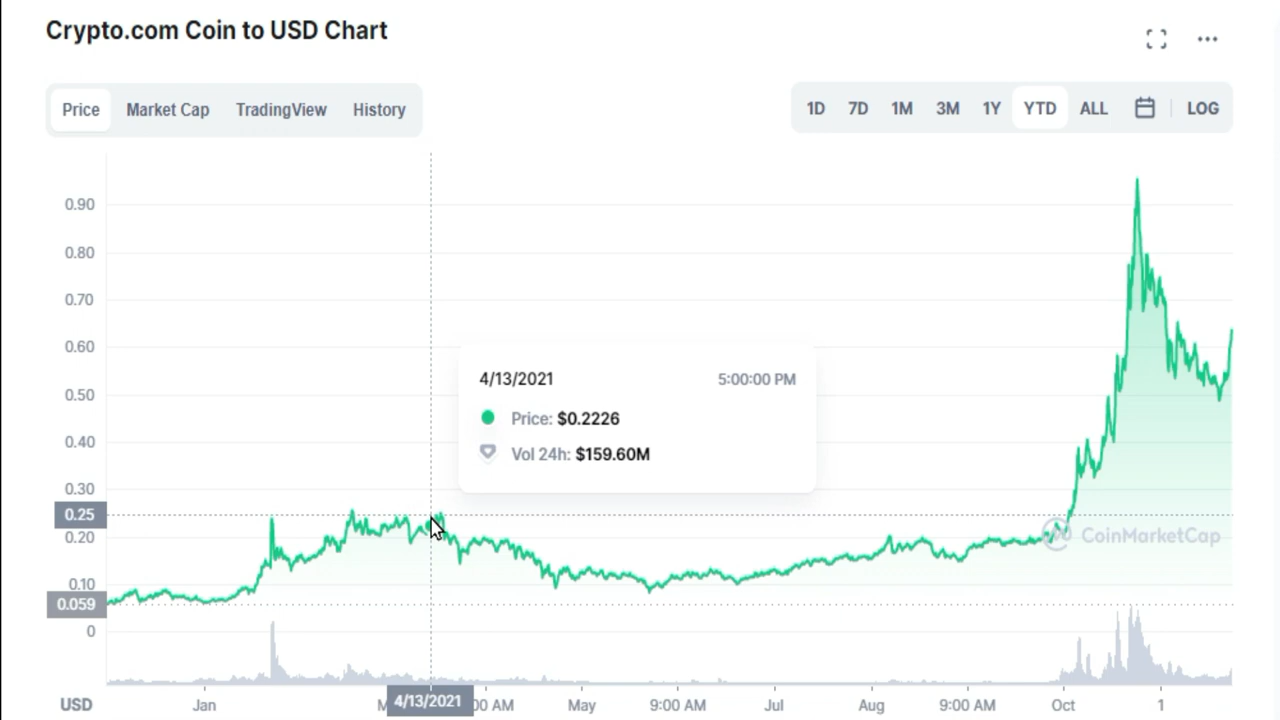 Crypto.com Coin to USD Chart
Price Market Cap TradingView History
1D 7D 1M 3M 1Y YTD ALL LOG
0.90
0.80
0.70
0.60
4/13/2021 5:00:00 PM
0.50
Price: $0.2226
0.40
Vol 24h: $159.60M
0.30
0.25
0.20
CoinMarketCap
0.10
0.059
0
USD Jan M 4/13/2021 00 AM May 9:00 AM Jul Aug 9:00 AM Oct 1